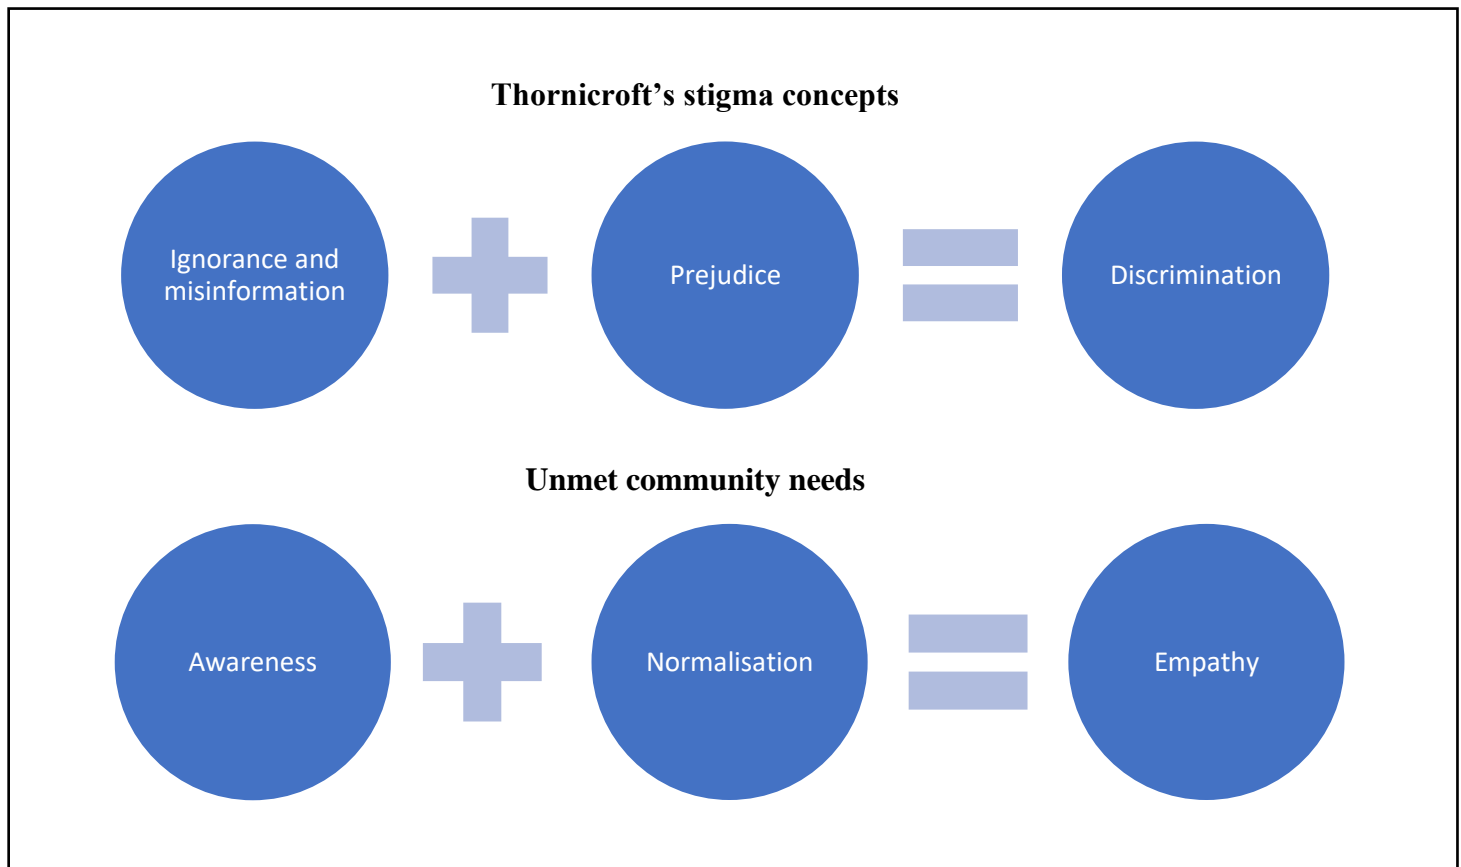 Thornicroft’s stigma concepts
Ignorance and
misinformation
Prejudice
Discrimination
Unmet community needs
Awareness
Normalisation
Empathy